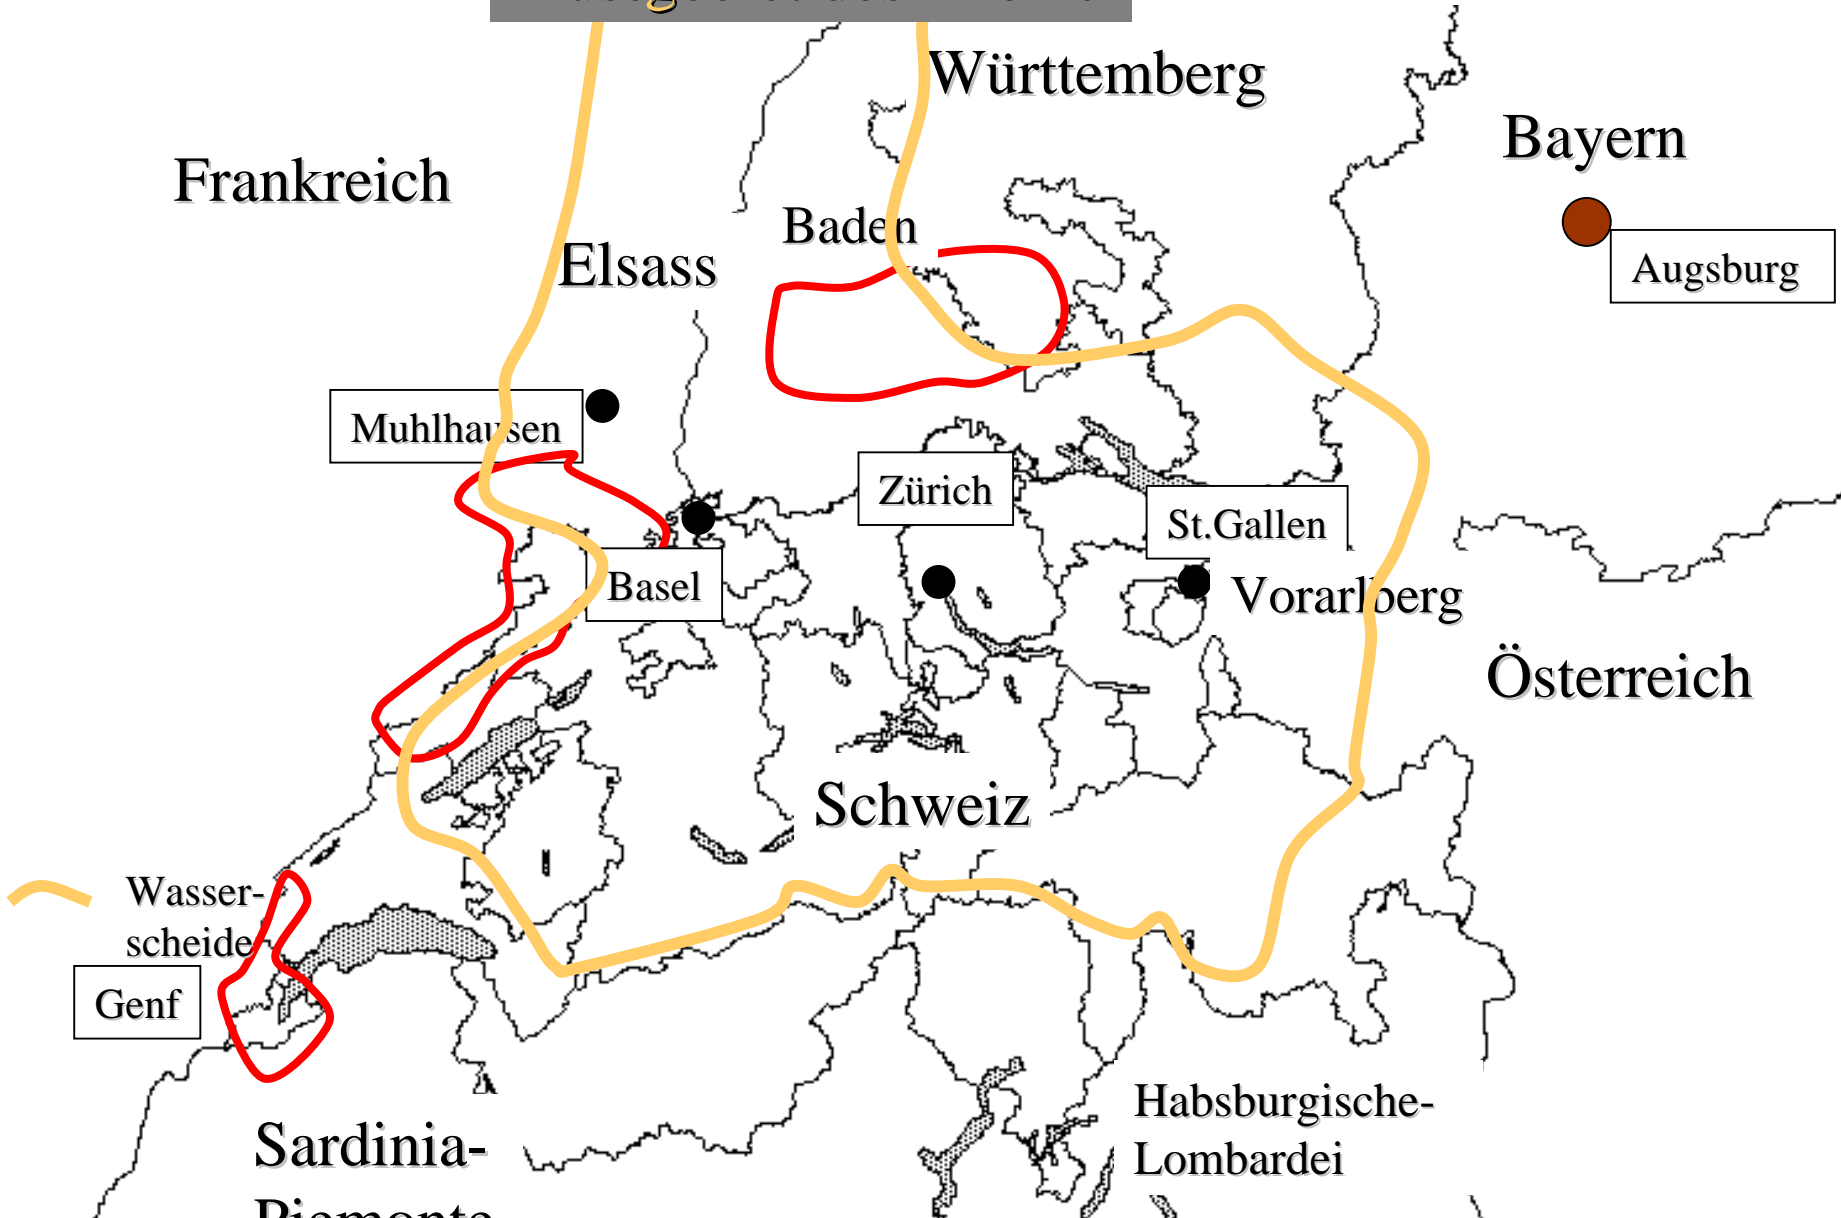 Württemberg
Bayern
Frankreich
Baden
Elsass
Augsburg
Muhlhausen
Zürich
St.Gallen
Basel
Vorarlberg
Österreich
Schweiz
Wasser-
scheide
Genf
Habsburgische-
Lombardei
Sardinia-
Piemonte